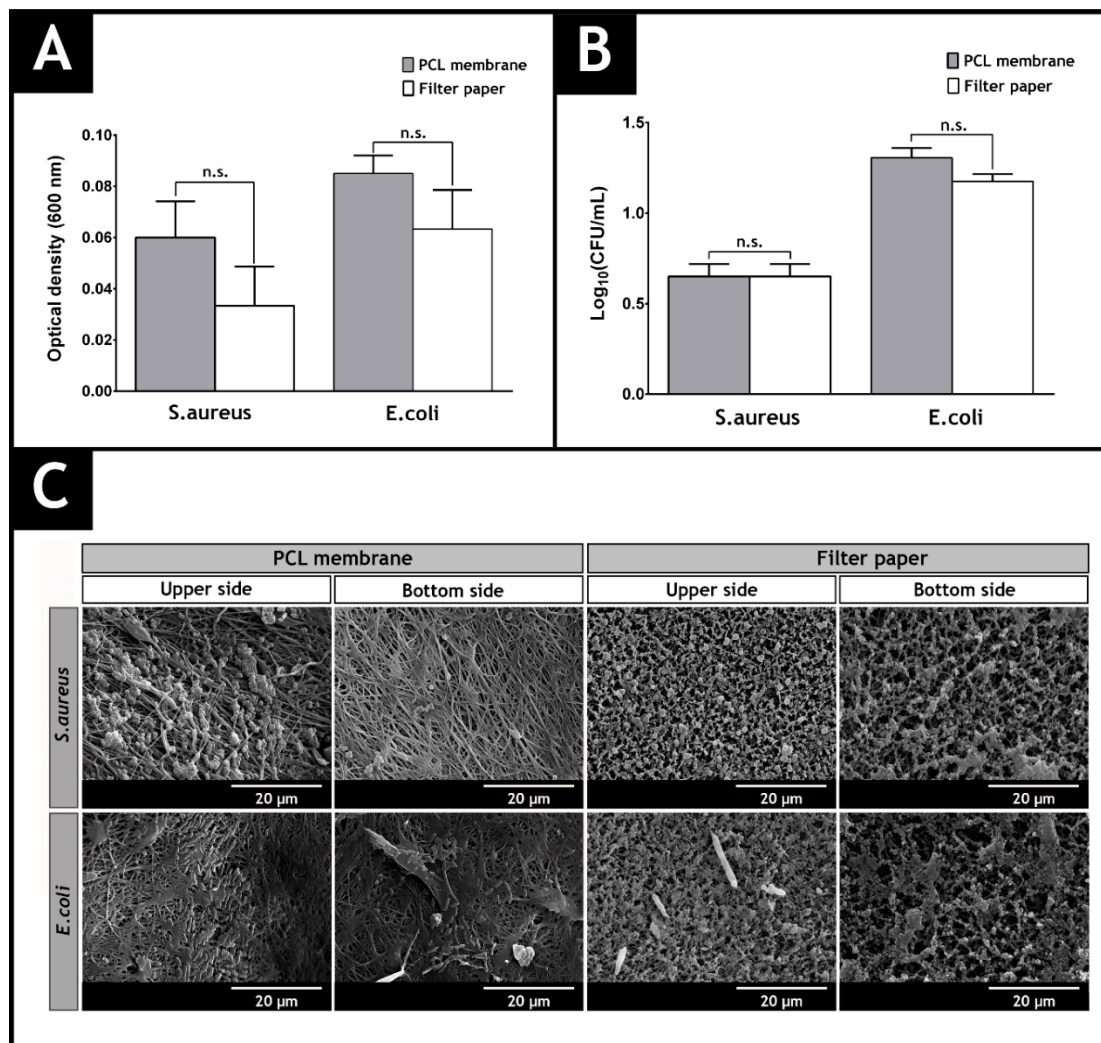 A
PCL membrane
Filter paper
n.s.
n.s.
0.10
0.08
0.06
0.04
0.02
0.00
Optical density (600 nm)
S.aureus
E.coli
B
PCL membrane
Filter paper
n.s.
n.s.
1.5
1.0
0.5
0.0
Log₁₀(CFU/mL)
S.aureus
E.coli
C
PCL membrane
Filter paper
Upper side
Bottom side
Upper side
Bottom side
S.aureus
20 µm
20 µm
20 µm
20 µm
E.coli
20 µm
20 µm
20 µm
20 µm